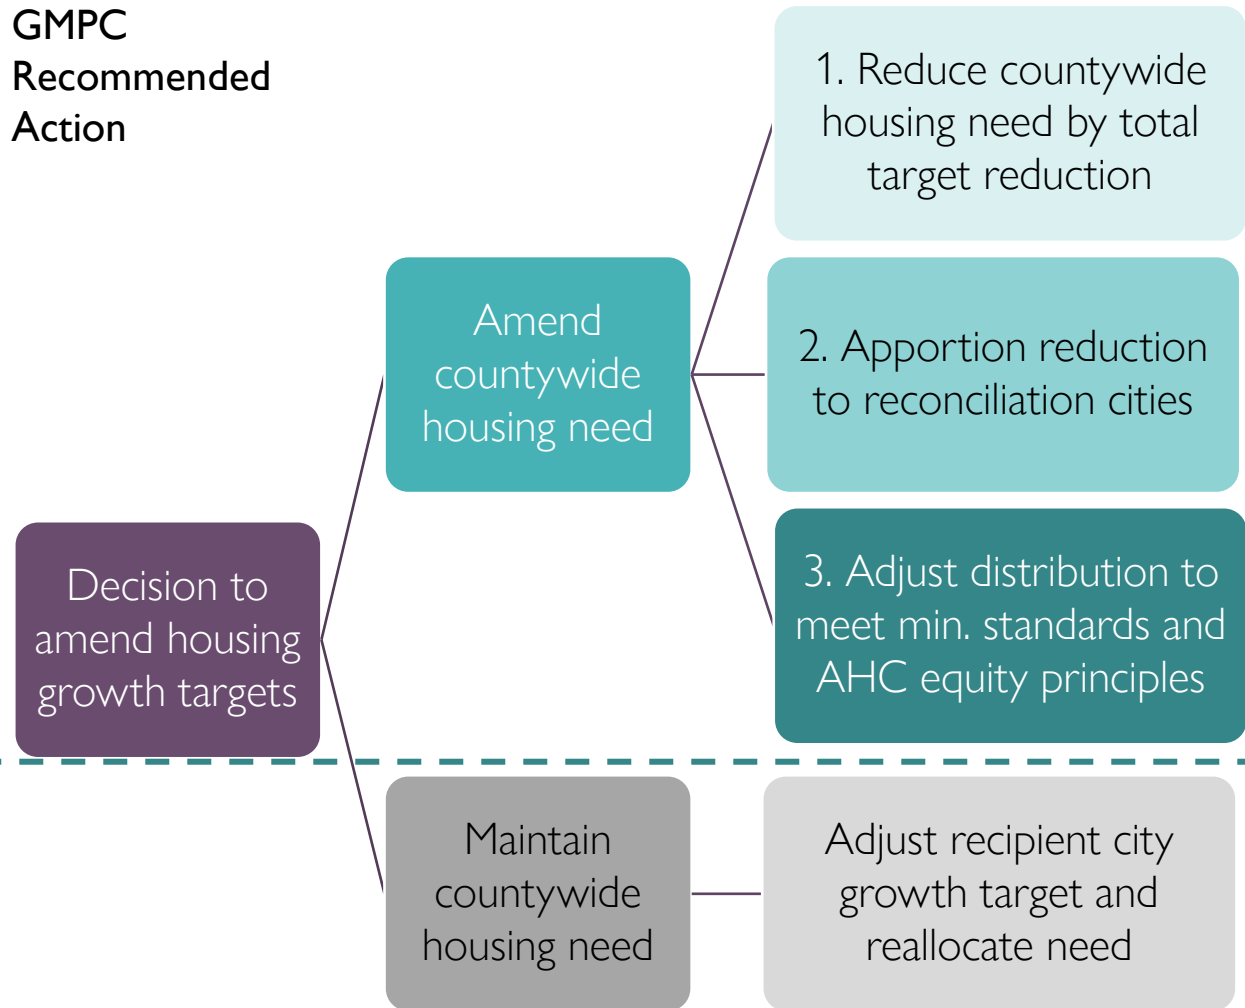 GMPC
Recommended
Action
1. Reduce countywide
housing need by total
target reduction
Amend
countywide
housing need
2. Apportion reduction
to reconciliation cities
Decision to
amend housing
growth targets
3. Adjust distribution to
meet min. standards and
AHC equity principles
Maintain
countywide
housing need
Adjust recipient city
growth target and
reallocate need